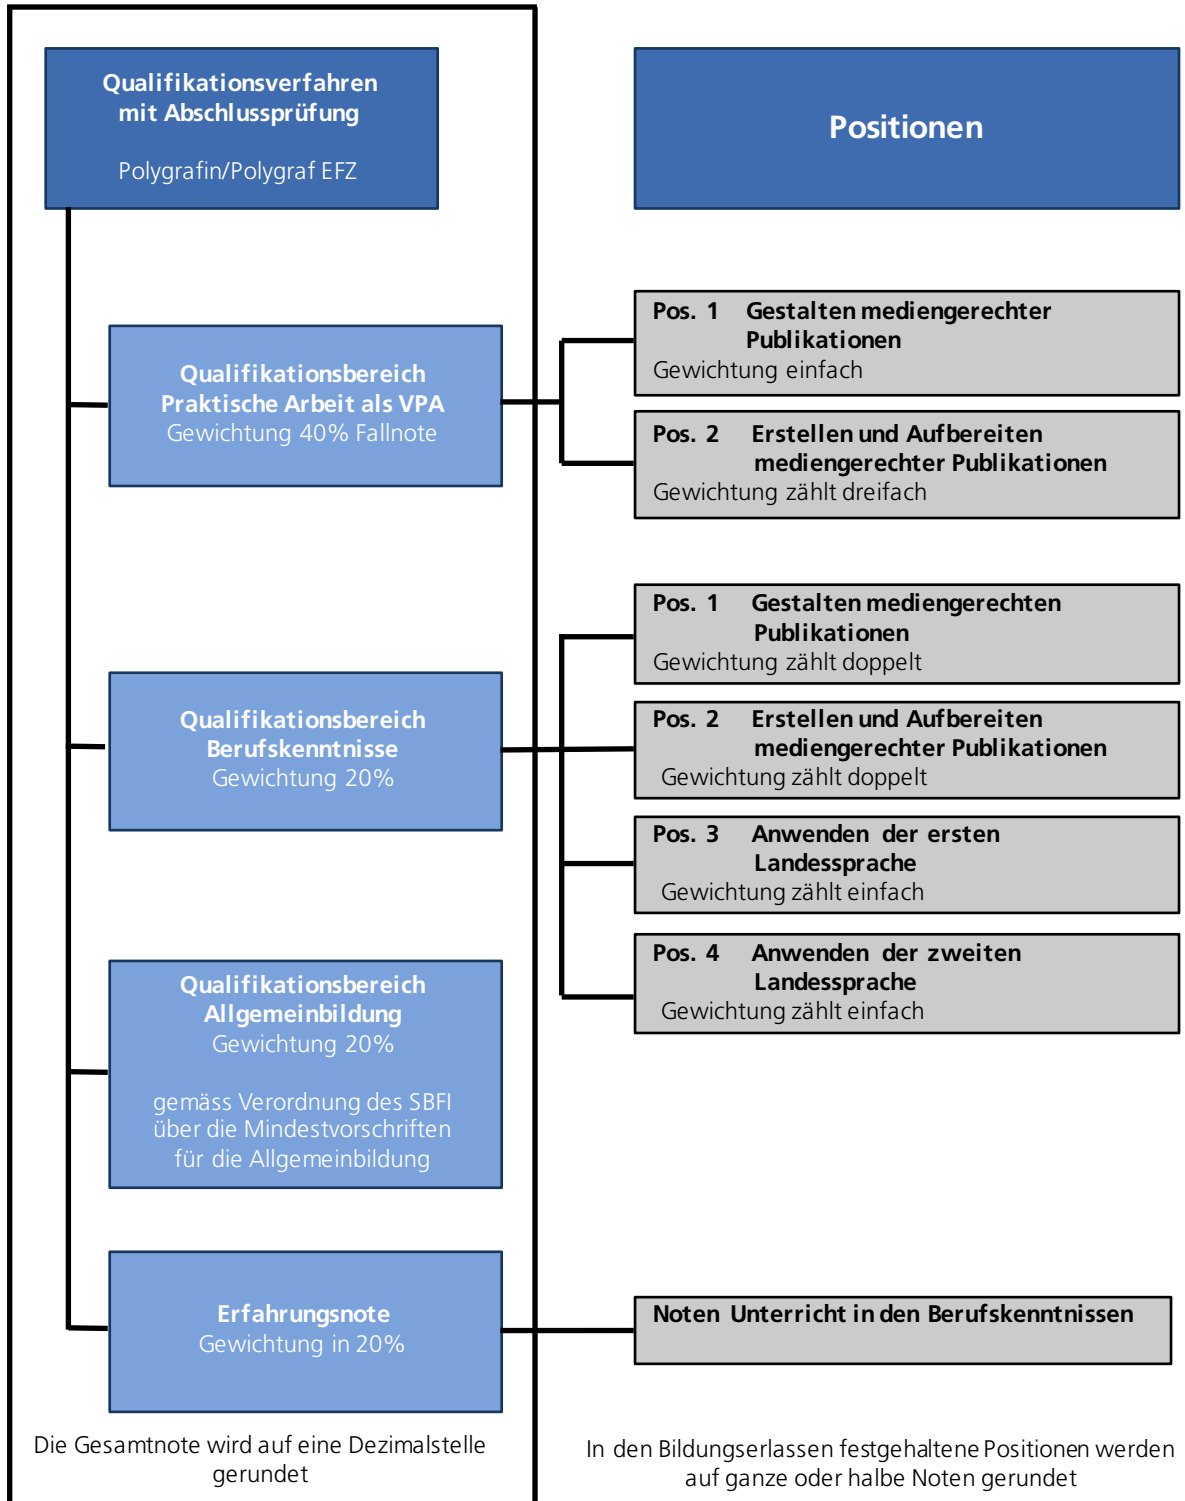 Qualifikationsverfahren
mit Abschlussprüfung
Polygrafin/Polygraf EFZ
Positionen
Qualifikationsbereich
Praktische Arbeit als VPA
Gewichtung 40% Fallnote
Pos. 1 Gestalten mediengerechter
Publikationen
Gewichtung einfach
Pos. 2 Erstellen und Aufbereiten
mediengerechter Publikationen
Gewichtung zählt dreifach
Qualifikationsbereich
Berufskenntnisse
Gewichtung 20%
Pos. 1 Gestalten mediengerechten
Publikationen
Gewichtung zählt doppelt
Pos. 2 Erstellen und Aufbereiten
mediengerechter Publikationen
Gewichtung zählt doppelt
Pos. 3 Anwenden der ersten
Landessprache
Gewichtung zählt einfach
Pos. 4 Anwenden der zweiten
Landessprache
Gewichtung zählt einfach
Qualifikationsbereich
Allgemeinbildung
Gewichtung 20%
gemäss Verordnung des SBFI
über die Mindestvorschriften
für die Allgemeinbildung
Erfahrungsnote
Gewichtung in 20%
Noten Unterricht in den Berufskenntnissen
Die Gesamtnote wird auf eine Dezimalstelle
gerundet
In den Bildungserlassen festgehaltene Positionen werden
auf ganze oder halbe Noten gerundet